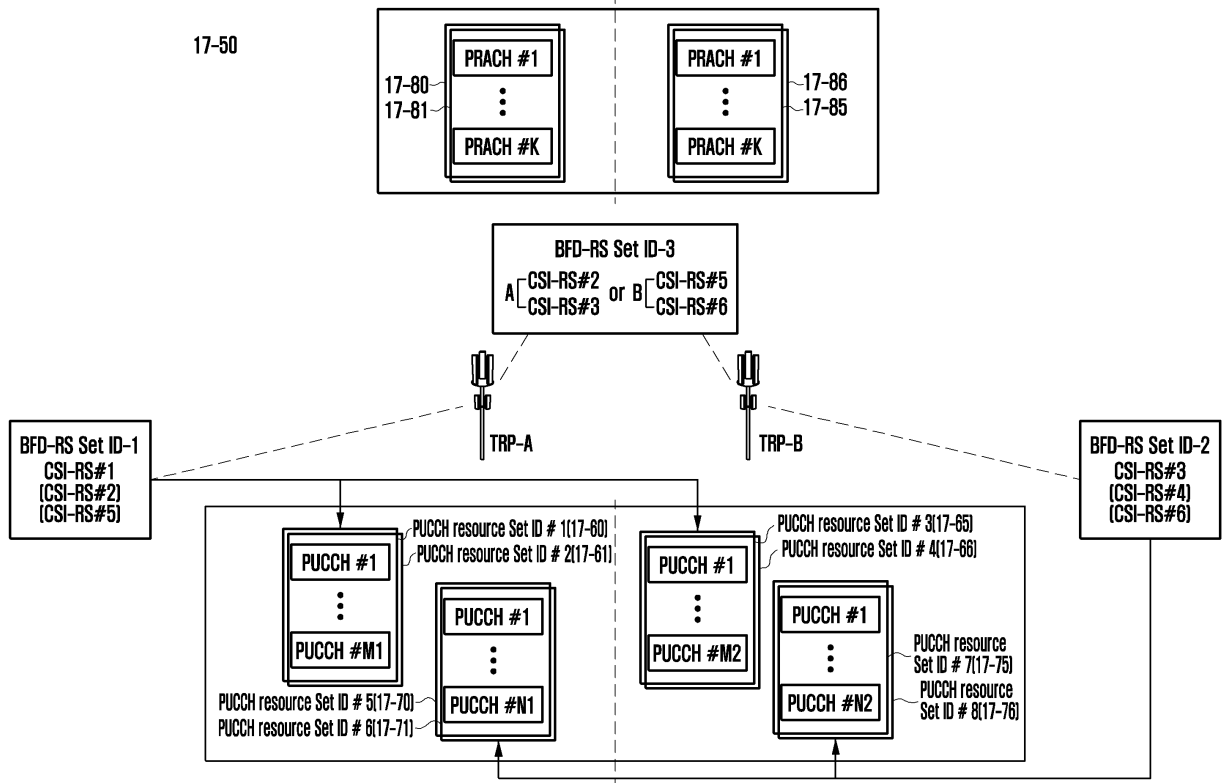 17-50
PRACH #1
PRACH #K
17-80
17-81
PRACH #1
PRACH #K
17-86
17-85
BFD-RS Set ID-3
A CSI-RS#2 or B CSI-RS#5
CSI-RS#3 CSI-RS#6
TRP-A
TRP-B
BFD-RS Set ID-1
CSI-RS#1
(CSI-RS#2)
(CSI-RS#5)
BFD-RS Set ID-2
CSI-RS#3
(CSI-RS#4)
(CSI-RS#6)
PUCCH resource Set ID # 1(17-60)
PUCCH resource Set ID # 2(17-61)
PUCCH #1
PUCCH #M1
PUCCH #1
PUCCH #N1
PUCCH resource Set ID # 5(17-70)
PUCCH resource Set ID # 6(17-71)
PUCCH resource Set ID # 3(17-65)
PUCCH resource Set ID # 4(17-66)
PUCCH #1
PUCCH #M2
PUCCH #1
PUCCH #N2
PUCCH resource
Set ID # 7(17-75)
PUCCH resource
Set ID # 8(17-76)